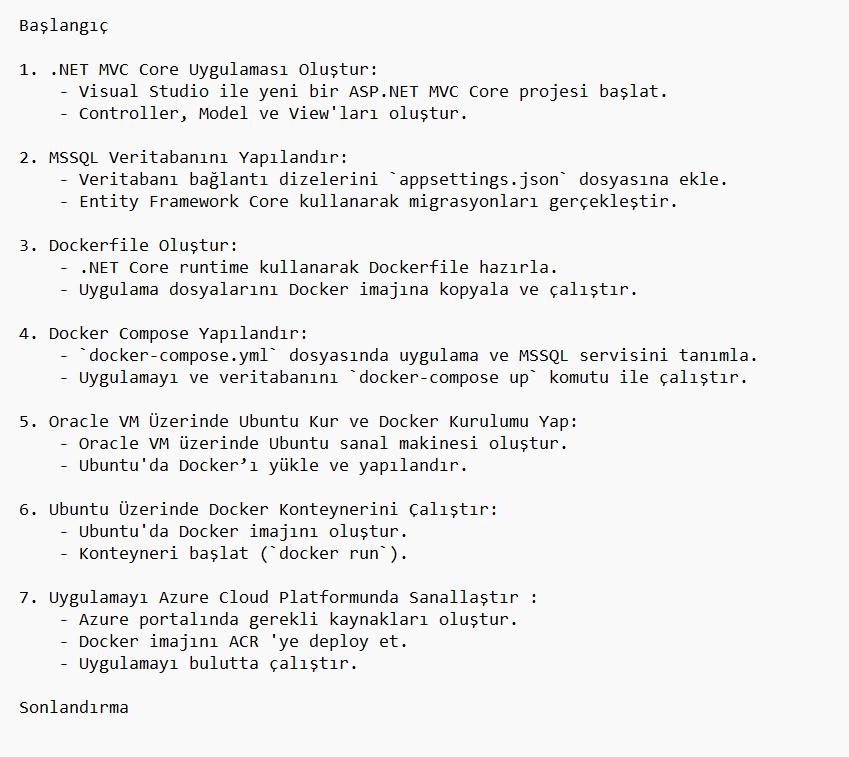 Başlangıç
1. .NET MVC Core Uygulaması Oluştur:
- Visual Studio ile yeni bir ASP.NET MVC Core projesi başlat.
- Controller, Model ve View'ları oluştur.
2. MSSQL Veritabanını Yapılandır:
- Veritabanı bağlantı dizelerini `appsettings.json` dosyasına ekle.
- Entity Framework Core kullanarak migrasyonları gerçekleştir.
3. Dockerfile Oluştur:
- .NET Core runtime kullanarak Dockerfile hazırla.
- Uygulama dosyalarını Docker imajına kopyala ve çalıştır.
4. Docker Compose Yapılandır:
- `docker-compose.yml` dosyasında uygulama ve MSSQL servisini tanımla.
- Uygulamayı ve veritabanını `docker-compose up` komutu ile çalıştır.
5. Oracle VM Üzerinde Ubuntu Kur ve Docker Kurulumu Yap:
- Oracle VM üzerinde Ubuntu sanal makinesi oluştur.
- Ubuntu'da Docker’ı yükle ve yapılandır.
6. Ubuntu Üzerinde Docker Konteynerini Çalıştır:
- Ubuntu'da Docker imajını oluştur.
- Konteyneri başlat (`docker run`).
7. Uygulamayı Azure Cloud Platformunda Sanallaştır :
- Azure portalında gerekli kaynakları oluştur.
- Docker imajını ACR 'ye deploy et.
- Uygulamayı bulutta çalıştır.
Sonlandırma